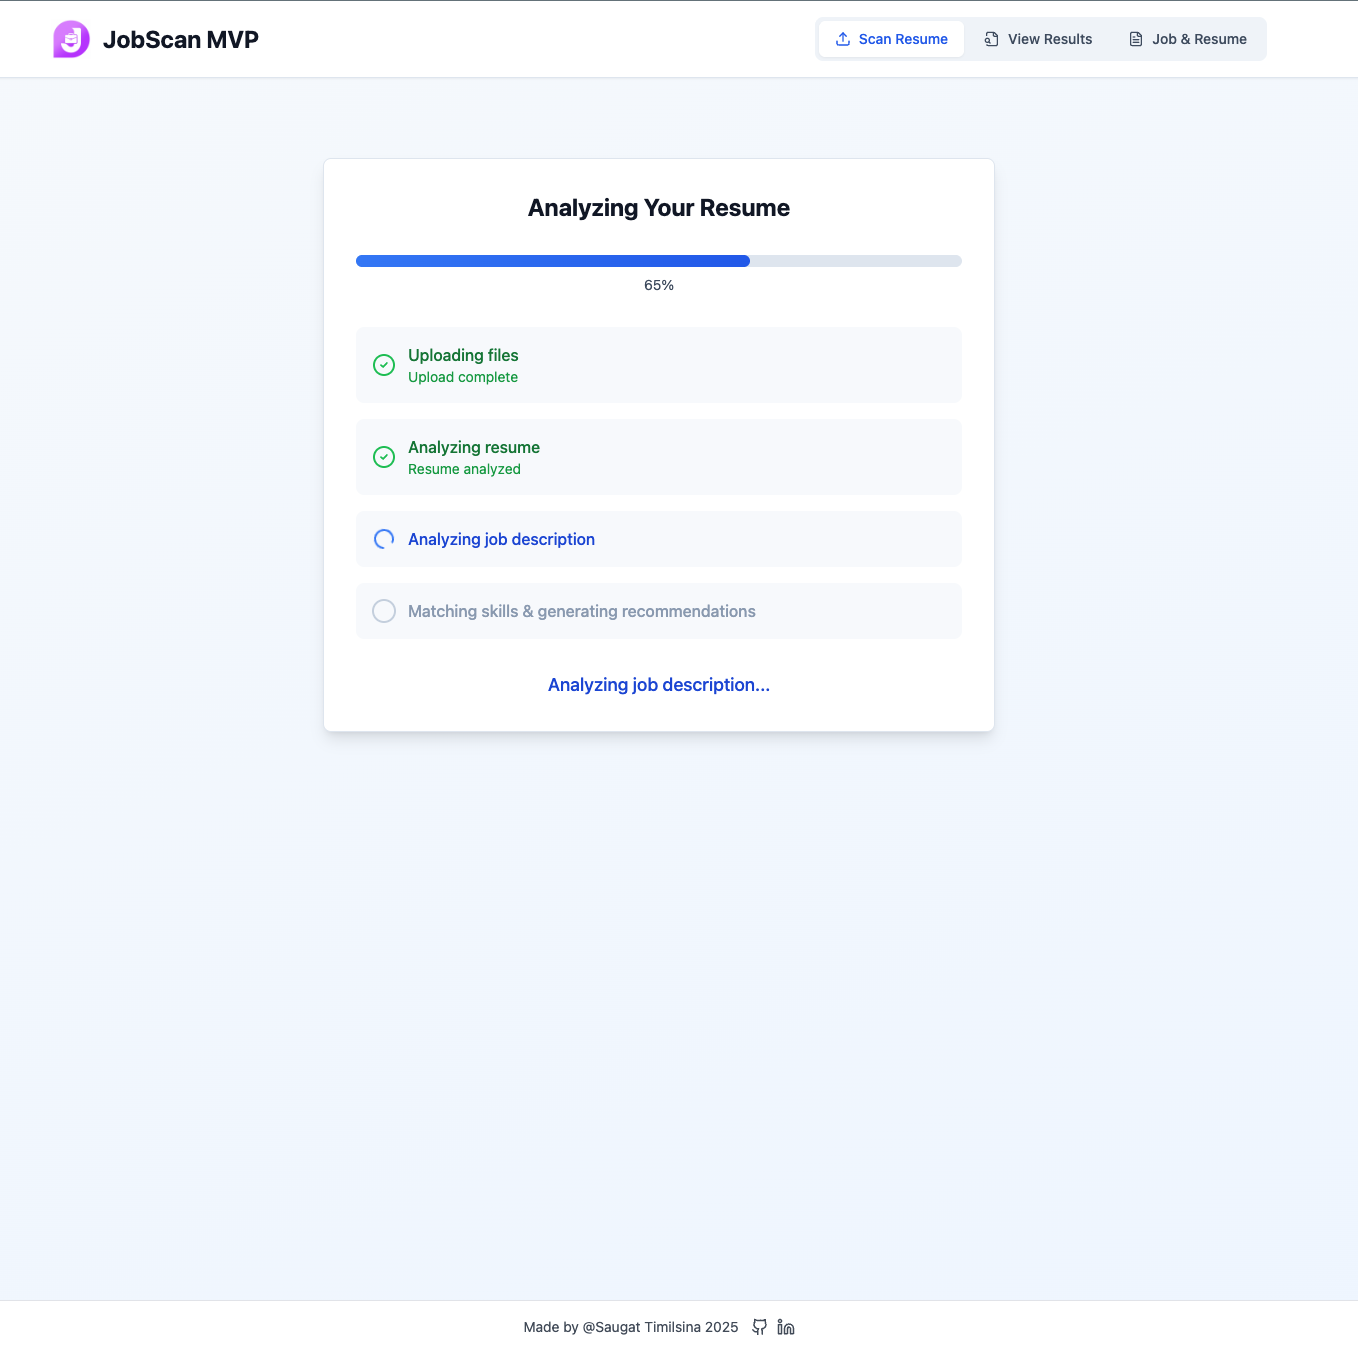 JobScan MVP
Scan Resume
View Results
Job & Resume
Analyzing Your Resume
65%
Uploading files
Upload complete
Analyzing resume
Resume analyzed
Analyzing job description
Matching skills & generating recommendations
Analyzing job description...
Made by @Saugat Timilsina 2025